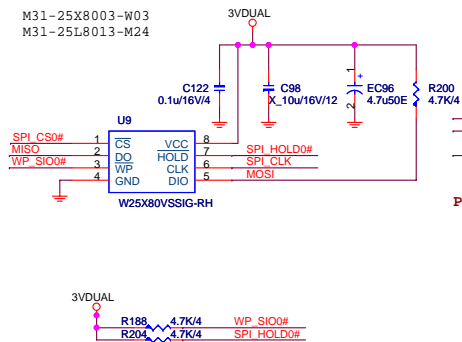 M31-25X8003-W03
M31-25L8013-M24
3VDUAL
C122
0.1u/16V/4
C98
X_10u/16V/12
1
+
EC96
4.7u50E
2
R200
4.7K/4
U9
SPI_CS0# 1 CS VCC 8
MISO 2 DO HOLD 7 SPI_HOLD0#
WP_SIO0# 3 WP CLK 6 SPI_CLK
4 GND DIO 5 MOSI
W25X80VSSIG-RH
P
3VDUAL
R188 4.7K/4 WP_SIO0#
R204 4.7K/4 SPI_HOLD0#